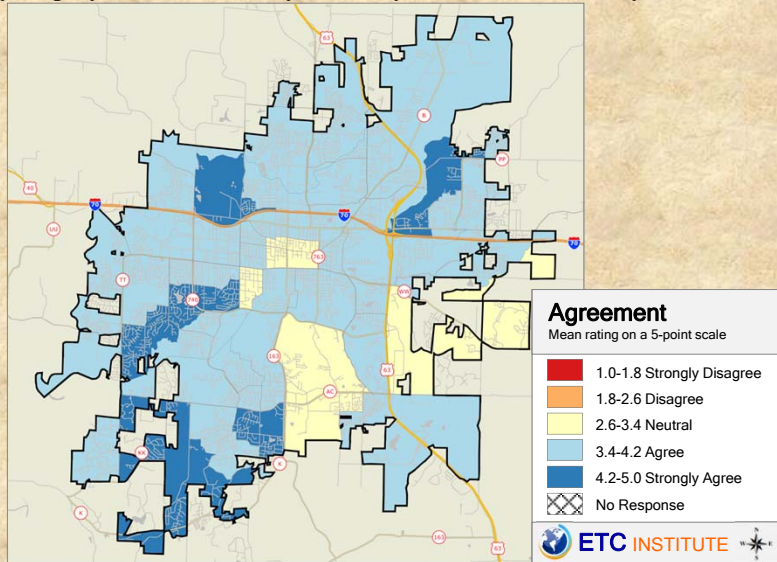 63
B
PP
40
70
UU
70
70
763
TT
740
WW
163
63
AC
KK
K
K
163
63
Agreement
Mean rating on a 5-point scale
1.0-1.8 Strongly Disagree
1.8-2.6 Disagree
2.6-3.4 Neutral
3.4-4.2 Agree
4.2-5.0 Strongly Agree
No Response
ETC INSTITUTE